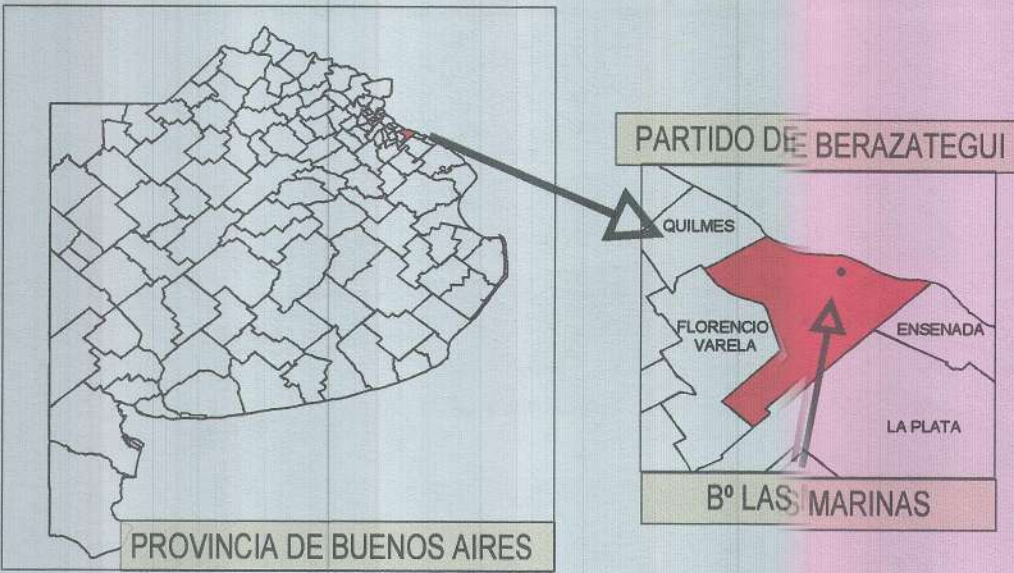 PARTIDO DE BERAZATEGUI
QUILMES
FLORENCIO
VARELA
ENSENADA
LA PLATA
Bº LAS MARINAS
PROVINCIA DE BUENOS AIRES